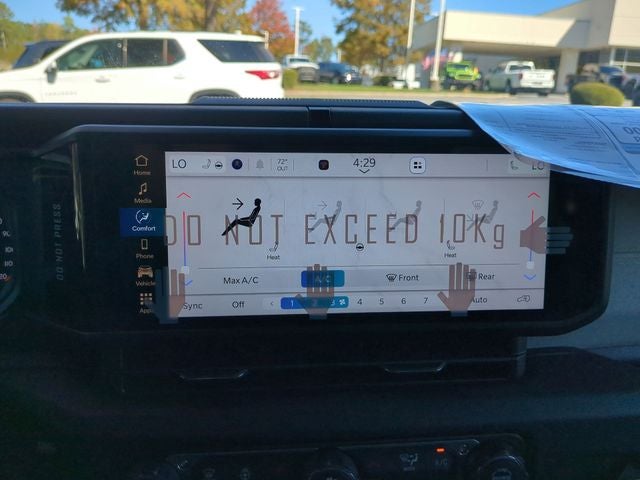 LO
72°
OUT
4:29
LO
Home
Media
Comfort
Phone
Vehicle
Apps
DO NOT PRESS
DO NOT EXCEED 1.0Kg
Heat
Heat
Max A/C
A/C
Front
Rear
Sync
Off
< 1 2 3 4 5 6 7
Auto